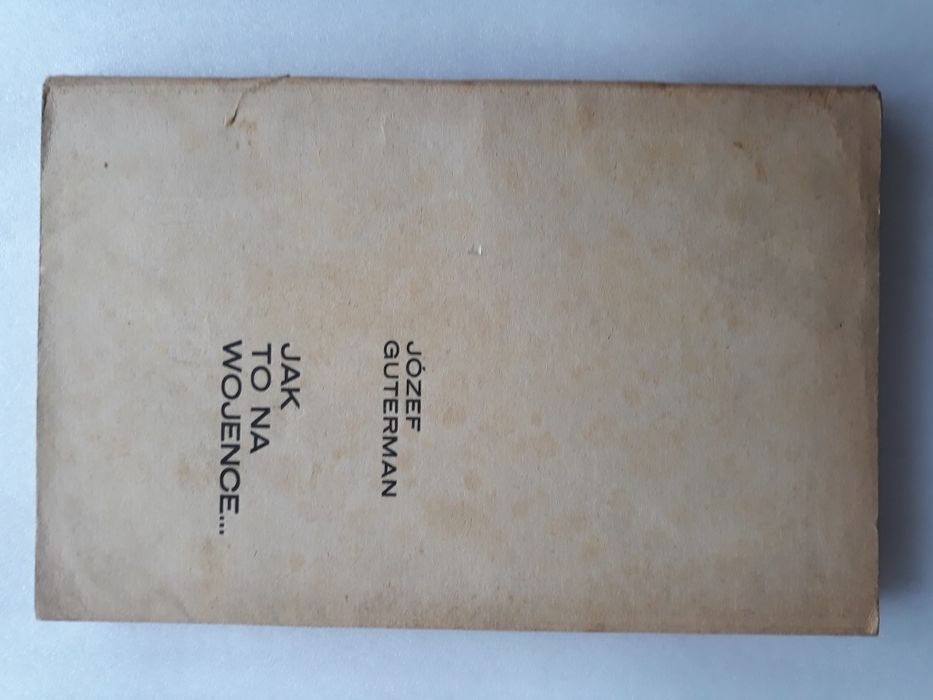 JÓZEF
GUTERMAN
JAK
TO NA
WOJENCE...